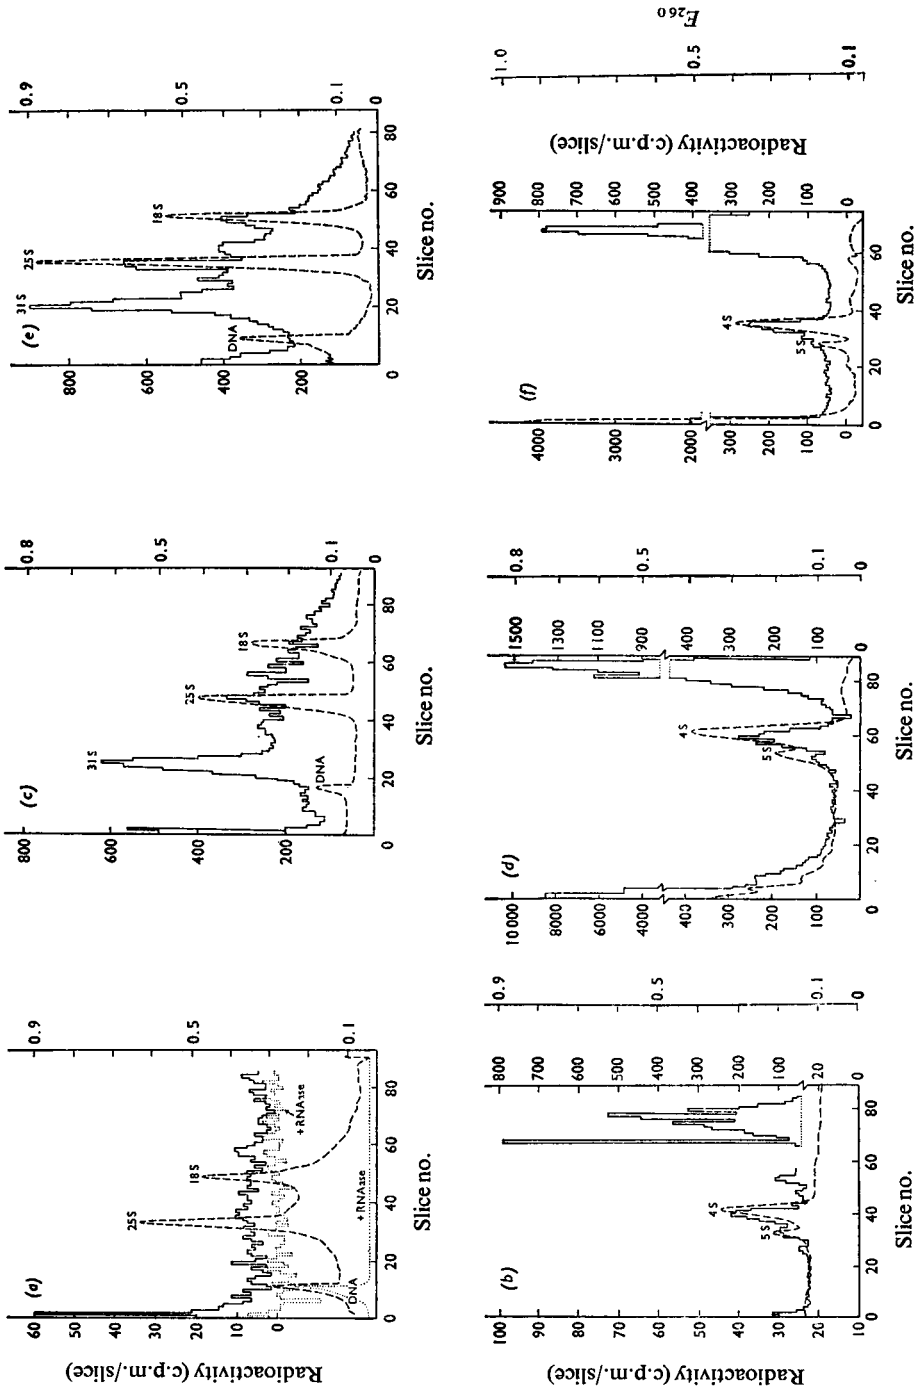 (a)
Radioactivity (c.p.m./slice)
60
50
40
30
20
10
0
25S
18S
DNA
+RNAase
+RNAase
0.9
0.5
0.1
0 20 40 60 80
Slice no.
(c)
800
600
400
200
31S
25S
18S
DNA
0.8
0.5
0.1
0
0 20 40 60 80
Slice no.
(e)
800
600
400
200
31S
25S
18S
DNA
0.9
0.5
0.1
0
0 20 40 60 80
Slice no.
(b)
Radioactivity (c.p.m./slice)
100
90
80
70
60
50
40
30
20
10
5S
4S
800
700
600
500
400
300
200
100
20
0.9
0.5
0.1
0
0 20 40 60 80
Slice no.
(d)
10000
8000
6000
400
300
200
100
5S
4S
1500
1300
1100
900
400
300
200
100
0.8
0.5
0.1
0
0 20 40 60 80
Slice no.
(f)
4000
3000
2000
300
200
100
0
5S
4S
900
800
700
600
500
400
300
200
100
0
Radioactivity (c.p.m./slice)
1.0
0.5
0.1
E260
0 20 40 60
Slice no.